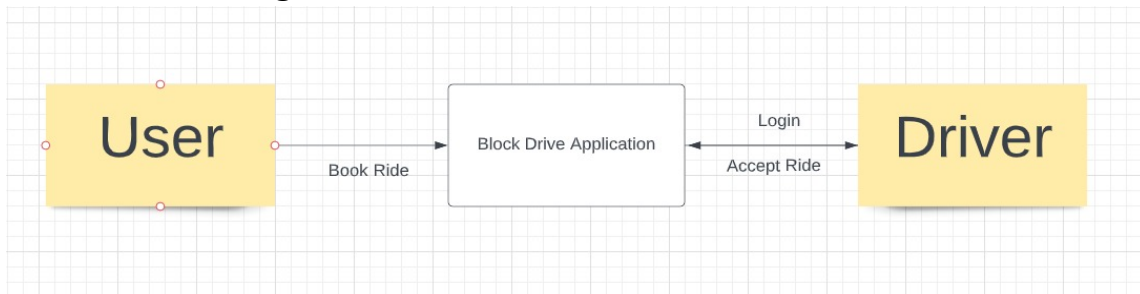 User
Book Ride
Block Drive Application
Login
Accept Ride
Driver